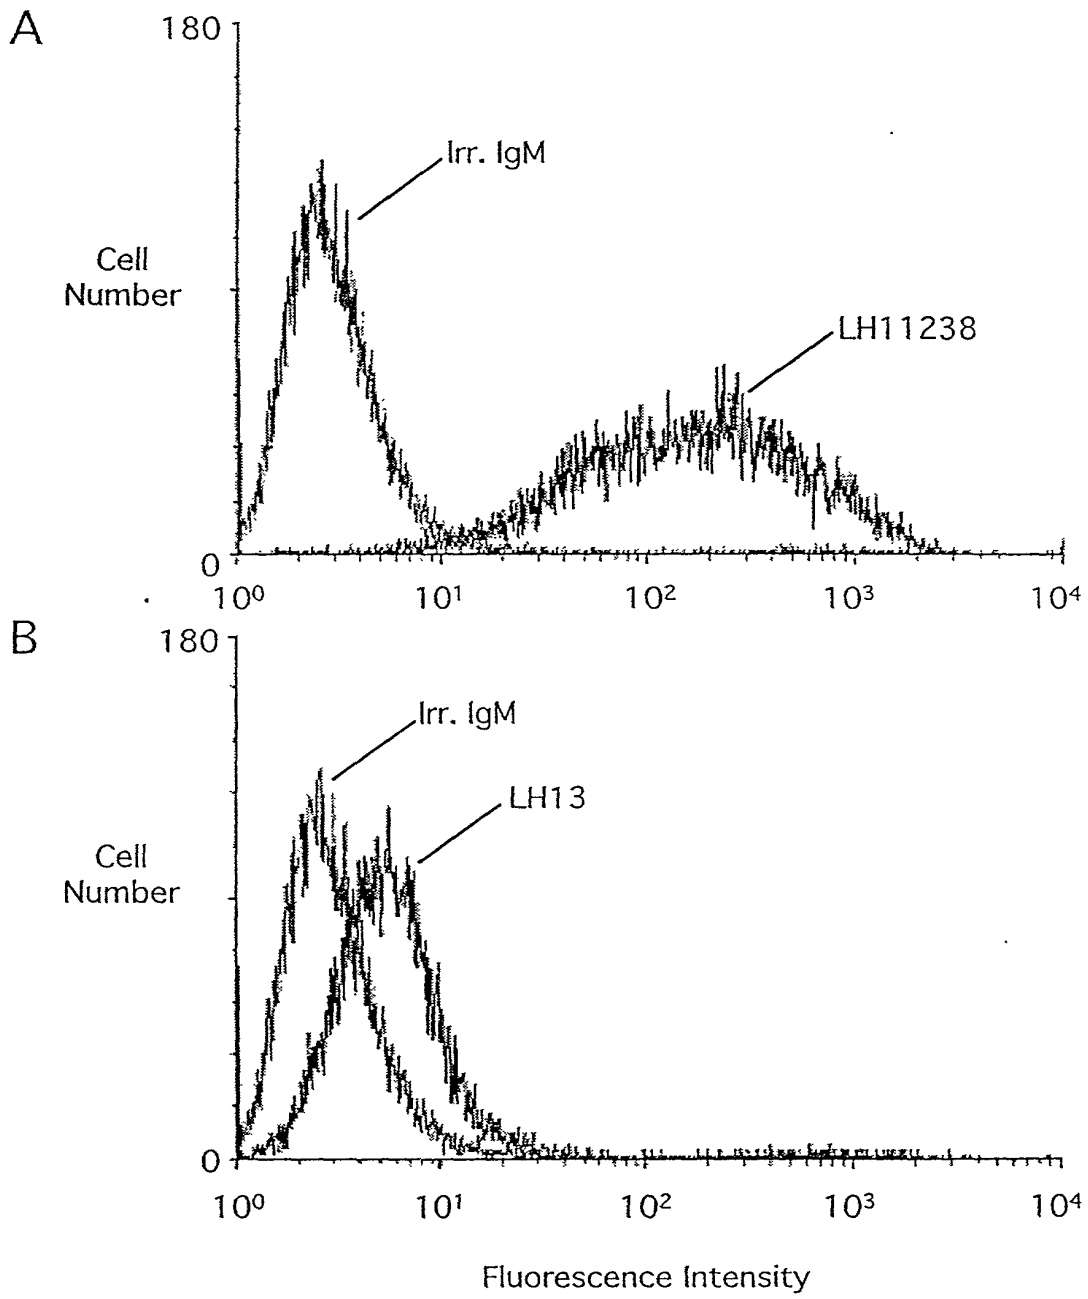 A
180
Irr. IgM
Cell
Number
LH11238
0
10⁰ 10¹ 10² 10³ 10⁴
B
180
Irr. IgM
LH13
Cell
Number
0
10⁰ 10¹ 10² 10³ 10⁴
Fluorescence Intensity